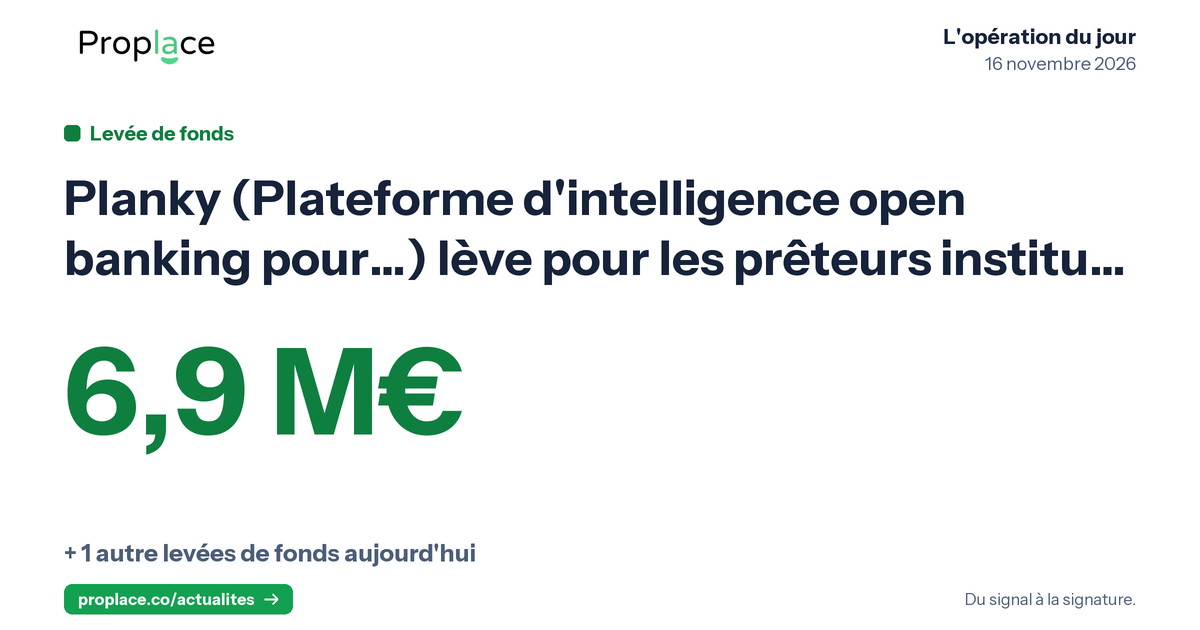 Proplace
L'opération du jour
16 novembre 2026
Levée de fonds
Planky (Plateforme d'intelligence open
banking pour...) lève pour les prêteurs institu...
6,9 M€
+ 1 autre levées de fonds aujourd'hui
proplace.co/actualites →
Du signal à la signature.